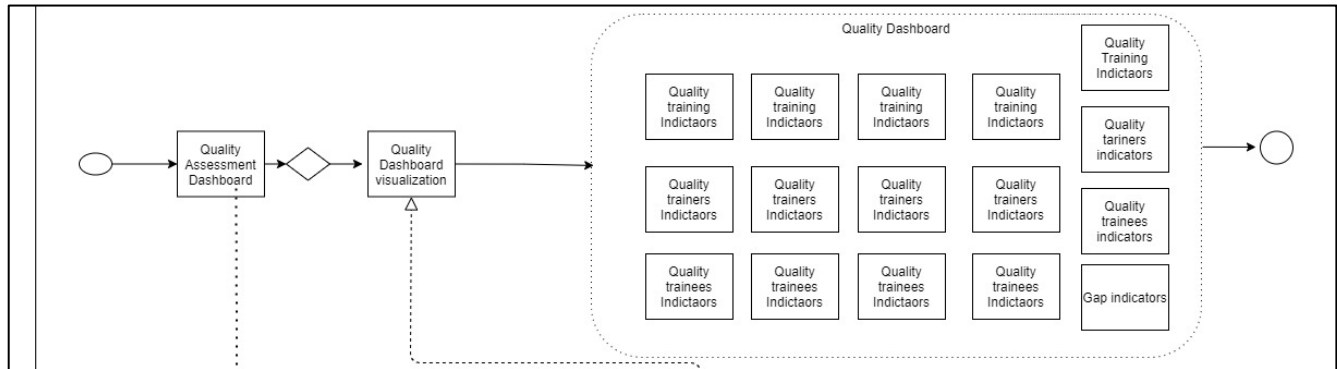 Quality
Assessment
Dashboard
Quality
Dashboard
visualization
Quality Dashboard
Quality
training
Indictaors
Quality
training
Indictaors
Quality
training
Indictaors
Quality
training
Indictaors
Quality
trainers
Indictaors
Quality
trainers
Indictaors
Quality
trainers
Indictaors
Quality
trainers
Indictaors
Quality
trainees
Indictaors
Quality
trainees
Indictaors
Quality
trainees
Indictaors
Quality
trainees
Indictaors
Quality
Training
Indictaors
Quality
tariners
indicators
Quality
trainees
indicators
Gap indicators